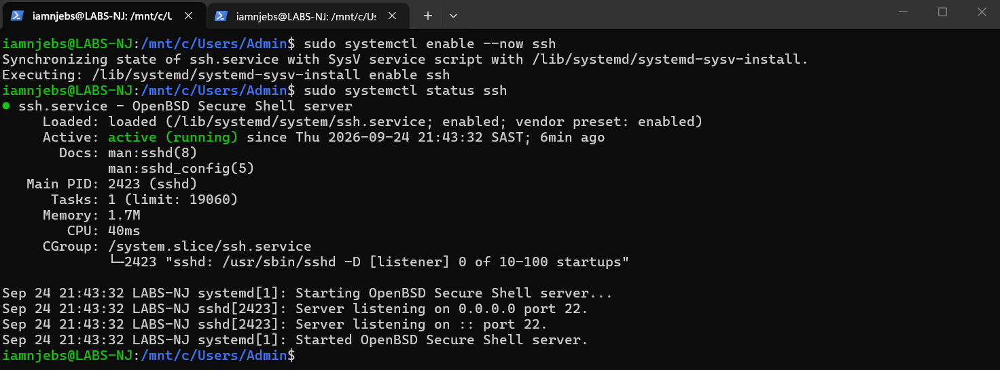 iamnjebs@LABS-NJ: /mnt/c/U
iamnjebs@LABS-NJ: /mnt/c/Us
iamnjebs@LABS-NJ:/mnt/c/Users/Admin$ sudo systemctl enable --now ssh
Synchronizing state of ssh.service with SysV service script with /lib/systemd/systemd-sysv-install.
Executing: /lib/systemd/systemd-sysv-install enable ssh
iamnjebs@LABS-NJ:/mnt/c/Users/Admin$ sudo systemctl status ssh
● ssh.service - OpenBSD Secure Shell server
     Loaded: loaded (/lib/systemd/system/ssh.service; enabled; vendor preset: enabled)
     Active: active (running) since Thu 2026-09-24 21:43:32 SAST; 6min ago
       Docs: man:sshd(8)
             man:sshd_config(5)
   Main PID: 2423 (sshd)
      Tasks: 1 (limit: 19060)
     Memory: 1.7M
        CPU: 40ms
     CGroup: /system.slice/ssh.service
             └─2423 "sshd: /usr/sbin/sshd -D [listener] 0 of 10-100 startups"

Sep 24 21:43:32 LABS-NJ systemd[1]: Starting OpenBSD Secure Shell server...
Sep 24 21:43:32 LABS-NJ sshd[2423]: Server listening on 0.0.0.0 port 22.
Sep 24 21:43:32 LABS-NJ sshd[2423]: Server listening on :: port 22.
Sep 24 21:43:32 LABS-NJ systemd[1]: Started OpenBSD Secure Shell server.
iamnjebs@LABS-NJ:/mnt/c/Users/Admin$